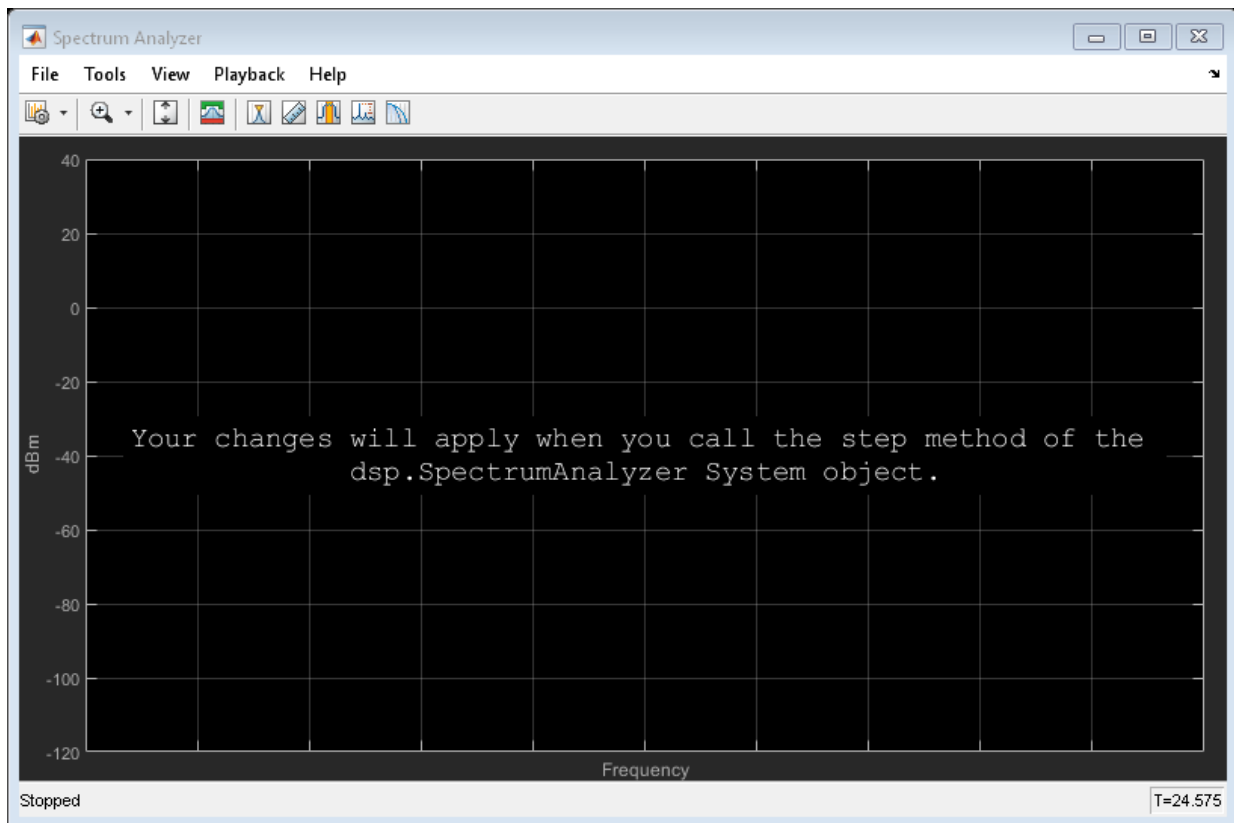 Spectrum Analyzer
File Tools View Playback Help
40
20
0
-20
-40
-60
-80
-100
-120
dBm
Your changes will apply when you call the step method of the
dsp.SpectrumAnalyzer System object.
Frequency
Stopped T=24.575